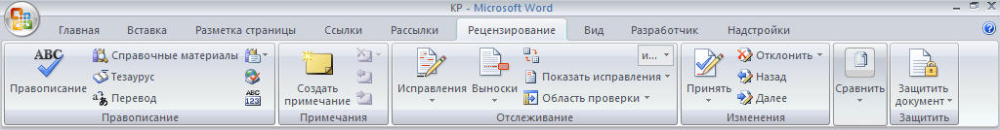 КР - Microsoft Word
Главная Вставка Разметка страницы Ссылки Рассылки Рецензирование Вид Разработчик Надстройки
ABC Правописание
Справочные материалы
Тезаурус
Перевод
ABC 123
Правописание
Создать примечание
Примечания
Исправления
Выноски
и...
Показать исправления
Область проверки
Отслеживание
Принять
Отклонить
Назад
Далее
Изменения
Сравнить
Защитить документ
Защитить